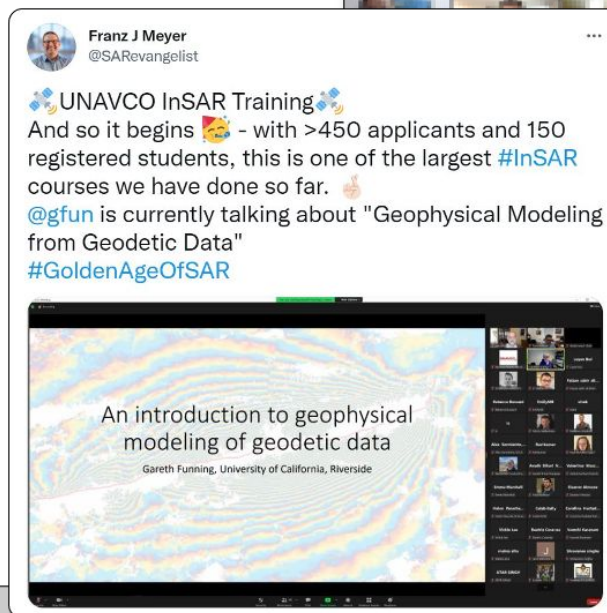 Franz J Meyer
@SARevangelist
UNAVCO InSAR Training
And so it begins 🥳 - with >450 applicants and 150
registered students, this is one of the largest #InSAR
courses we have done so far. 🤞🏻
@gfun is currently talking about "Geophysical Modeling
from Geodetic Data"
#GoldenAgeOfSAR
An introduction to geophysical
modeling of geodetic data
Gareth Funning, University of California, Riverside